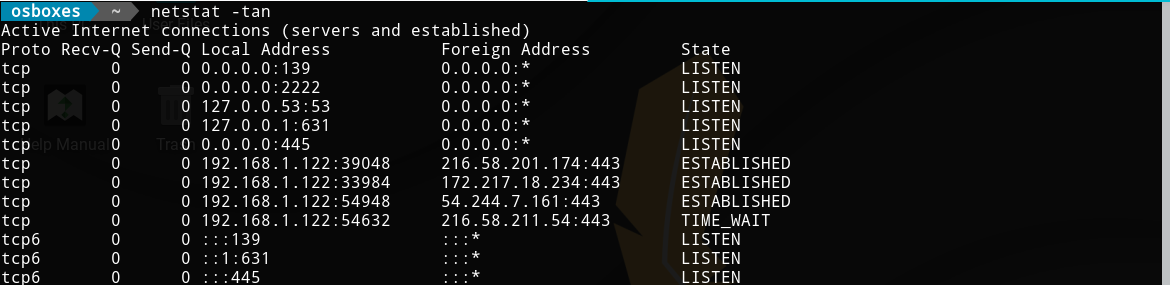 osboxes ~ netstat -tan
Active Internet connections (servers and established)
Proto Recv-Q Send-Q Local Address           Foreign Address         State
tcp        0      0 0.0.0.0:139             0.0.0.0:*               LISTEN
tcp        0      0 0.0.0.0:2222            0.0.0.0:*               LISTEN
tcp        0      0 127.0.0.53:53           0.0.0.0:*               LISTEN
tcp        0      0 127.0.0.1:631           0.0.0.0:*               LISTEN
tcp        0      0 0.0.0.0:445             0.0.0.0:*               LISTEN
Help Manual Trash
tcp        0      0 192.168.1.122:39048     216.58.201.174:443      ESTABLISHED
tcp        0      0 192.168.1.122:33984     172.217.18.234:443      ESTABLISHED
tcp        0      0 192.168.1.122:54948     54.244.7.161:443        ESTABLISHED
tcp        0      0 192.168.1.122:54632     216.58.211.54:443       TIME_WAIT
tcp6       0      0 :::139                  :::*                    LISTEN
tcp6       0      0 ::1:631                 :::*                    LISTEN
tcp6       0      0 :::445                  :::*                    LISTEN